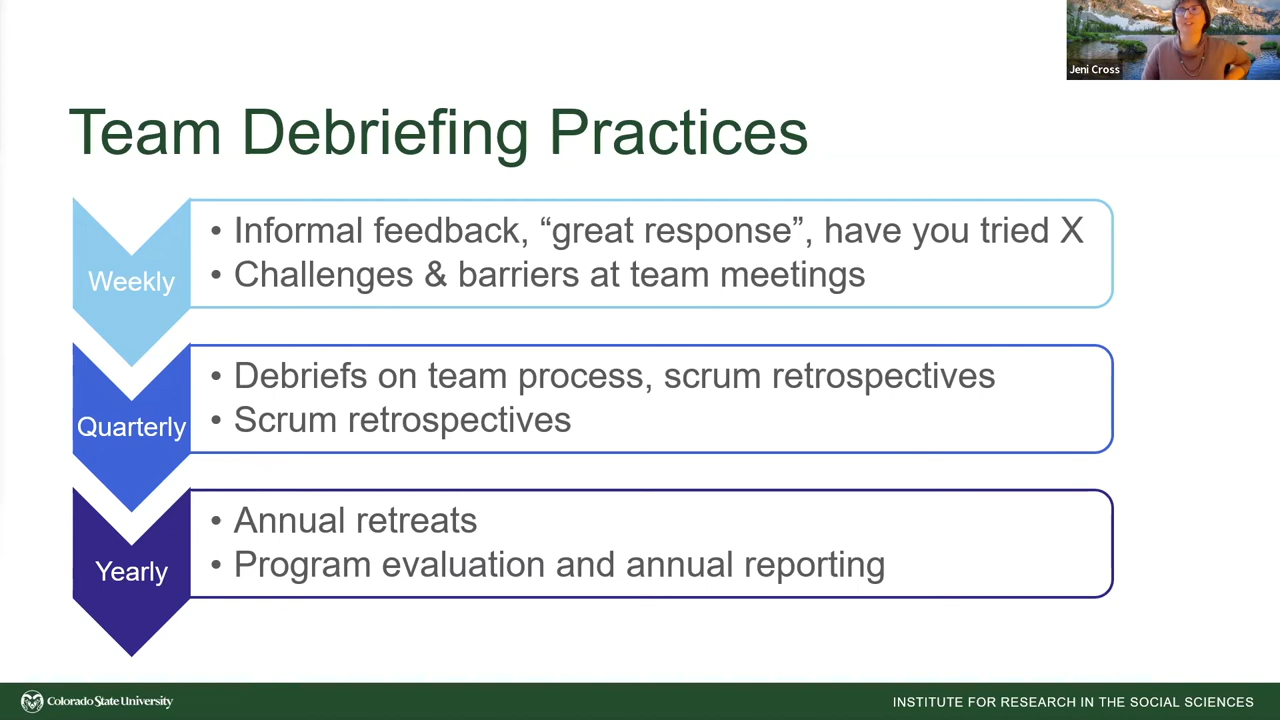 Jeni Cross
Team Debriefing Practices
Weekly
• Informal feedback, “great response”, have you tried X
• Challenges & barriers at team meetings
Quarterly
• Debriefs on team process, scrum retrospectives
• Scrum retrospectives
Yearly
• Annual retreats
• Program evaluation and annual reporting
Colorado State University
INSTITUTE FOR RESEARCH IN THE SOCIAL SCIENCES